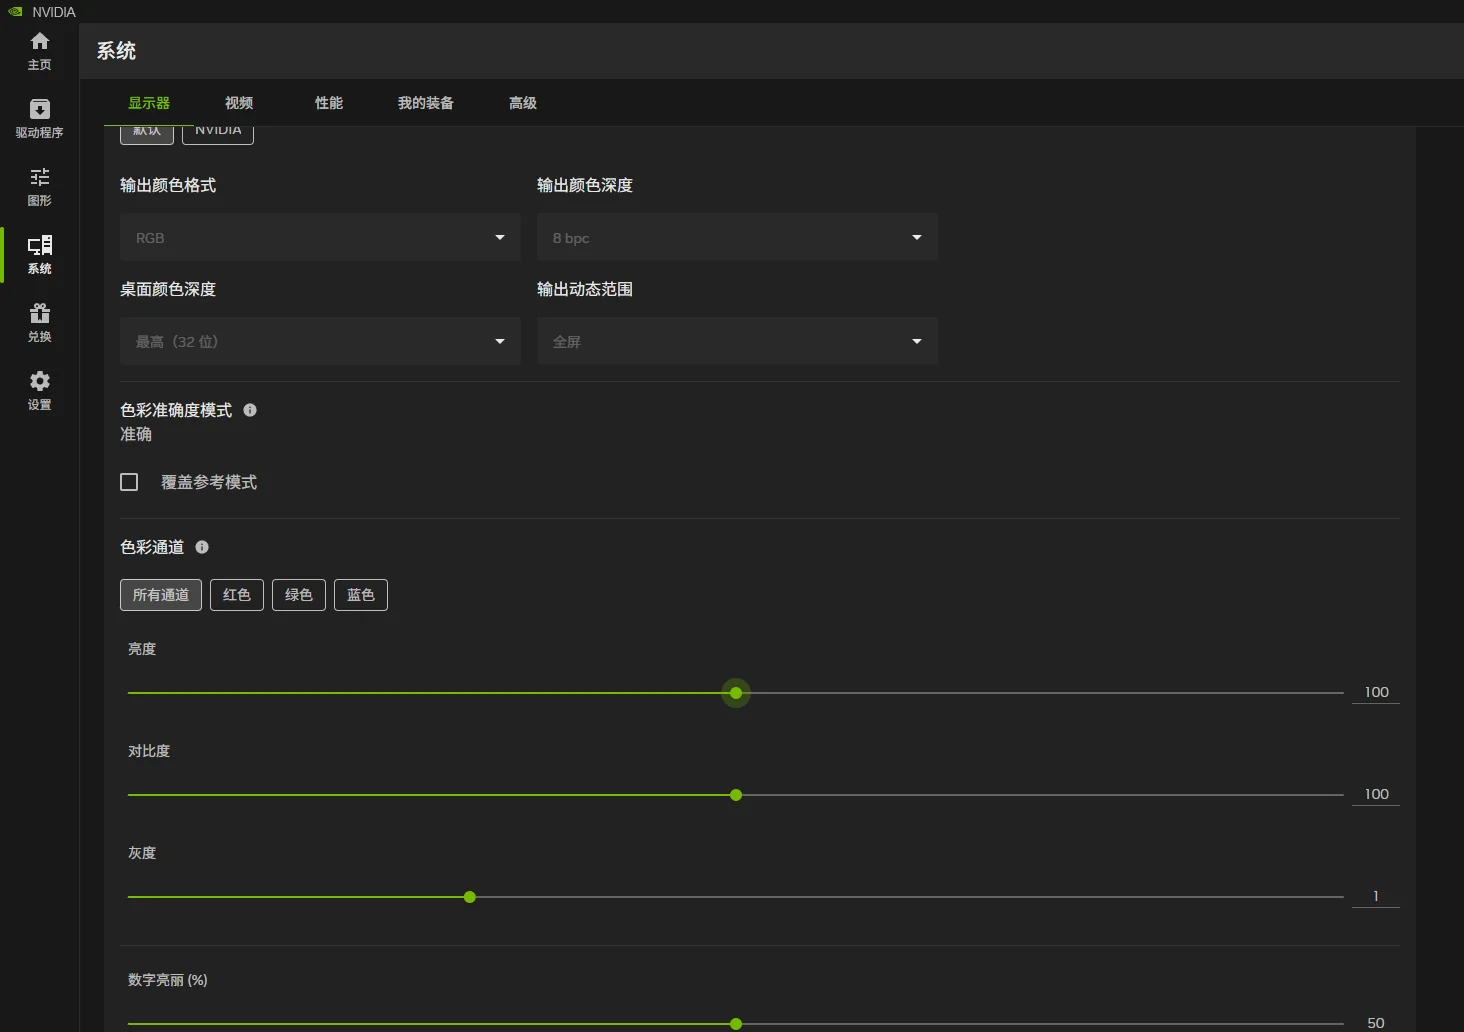 NVIDIA
主页
驱动程序
图形
系统
兑换
设置
系统
显示器 视频 性能 我的装备 高级
默认 NVIDIA
输出颜色格式 输出颜色深度
RGB 8 bpc
桌面颜色深度 输出动态范围
最高（32 位） 全屏
色彩准确度模式
准确
覆盖参考模式
色彩通道
所有通道 红色 绿色 蓝色
亮度
100
对比度
100
灰度
1
数字亮丽 (%)
50